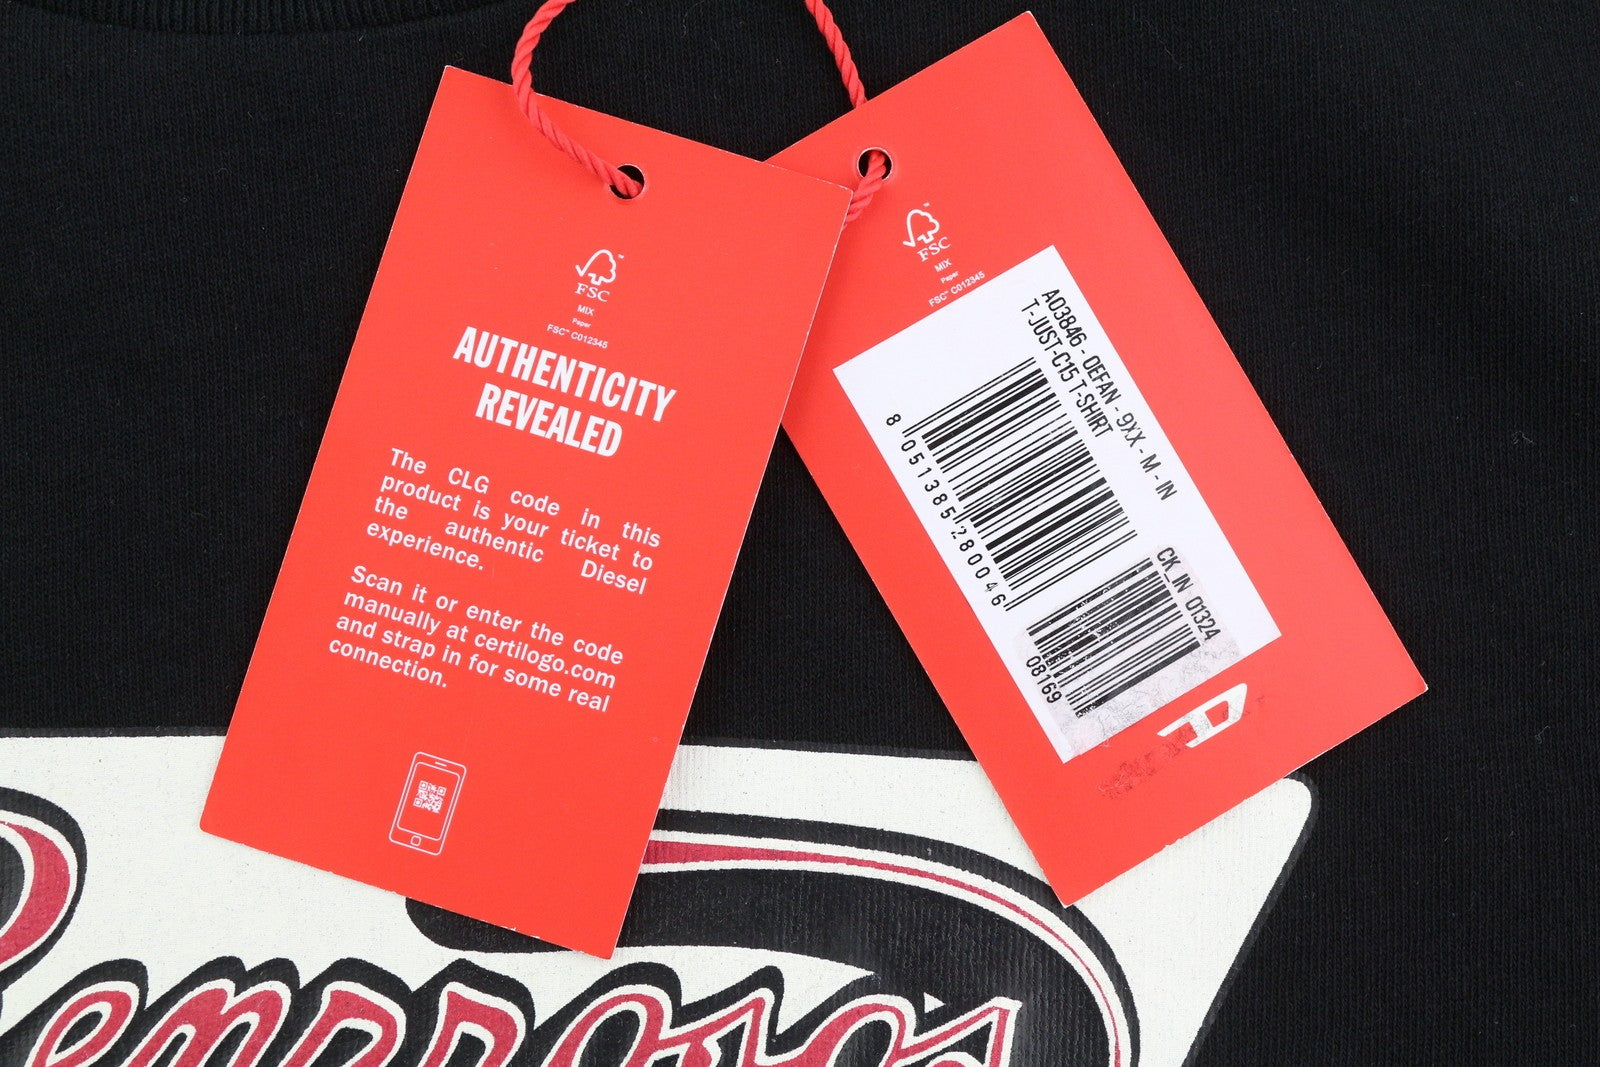 FSC
MIX
Paper
FSC™ C012345
AUTHENTICITY
REVEALED
The CLG code in this
product is your ticket to
the authentic Diesel
experience.
Scan it or enter the code
manually at certilogo.com
and strap in for some real
connection.
FSC
MIX
Paper
FSC™ C012345
A03846 - 0EFAN - 9XX - M - IN
T-JUST-C15 T-SHIRT
8 051385 280046
CK_IN 01324
08169
D